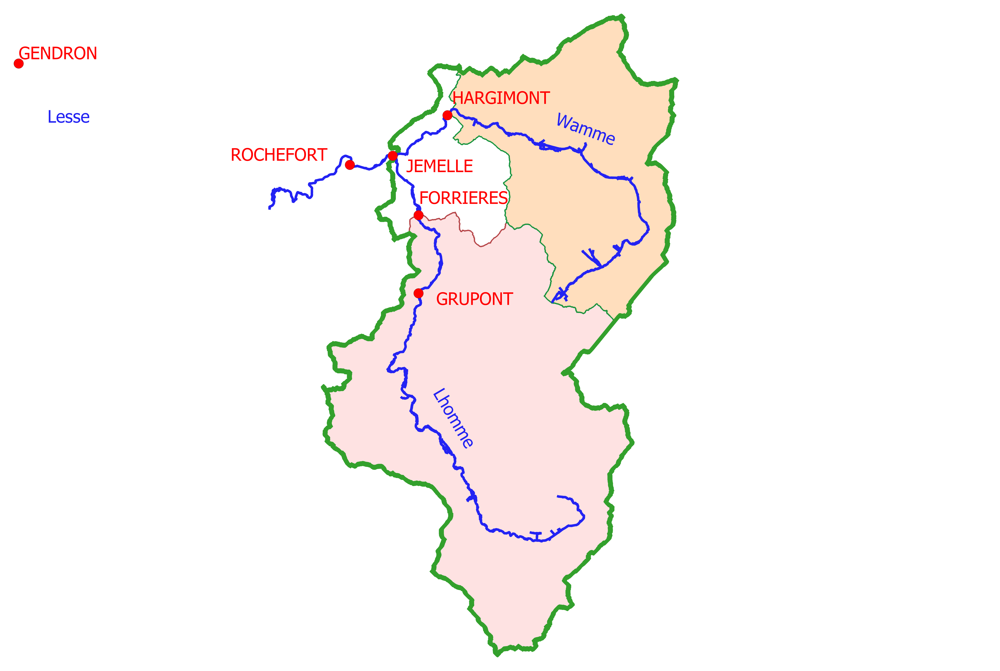 GENDRON
HARGIMONT
Lesse
Wamme
ROCHEFORT
JEMELLE
FORRIERES
GRUPONT
Lhomme